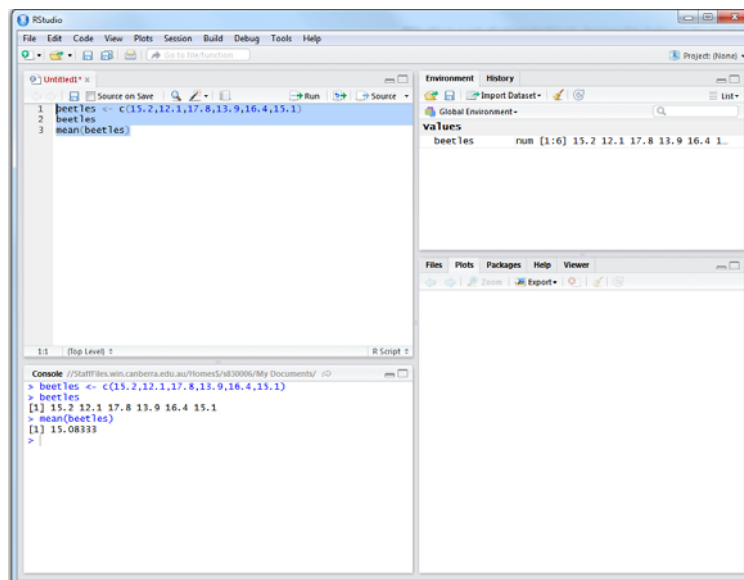 RStudio
File Edit Code View Plots Session Build Debug Tools Help
Go to file/function
Project: (None)
Untitled1*
Source on Save Run Source
1 beetles <- c(15.2,12.1,17.8,13.9,16.4,15.1)
2 beetles
3 mean(beetles)
1:1 (Top Level) R Script
Console //StaffFiles.win.canberra.edu.au/HomeS/s830006/My Documents/
> beetles <- c(15.2,12.1,17.8,13.9,16.4,15.1)
> beetles
[1] 15.2 12.1 17.8 13.9 16.4 15.1
> mean(beetles)
[1] 15.08333
>
Environment History
Import Dataset List
Global Environment
values
beetles num [1:6] 15.2 12.1 17.8 13.9 16.4 1…
Files Plots Packages Help Viewer
Zoom Export